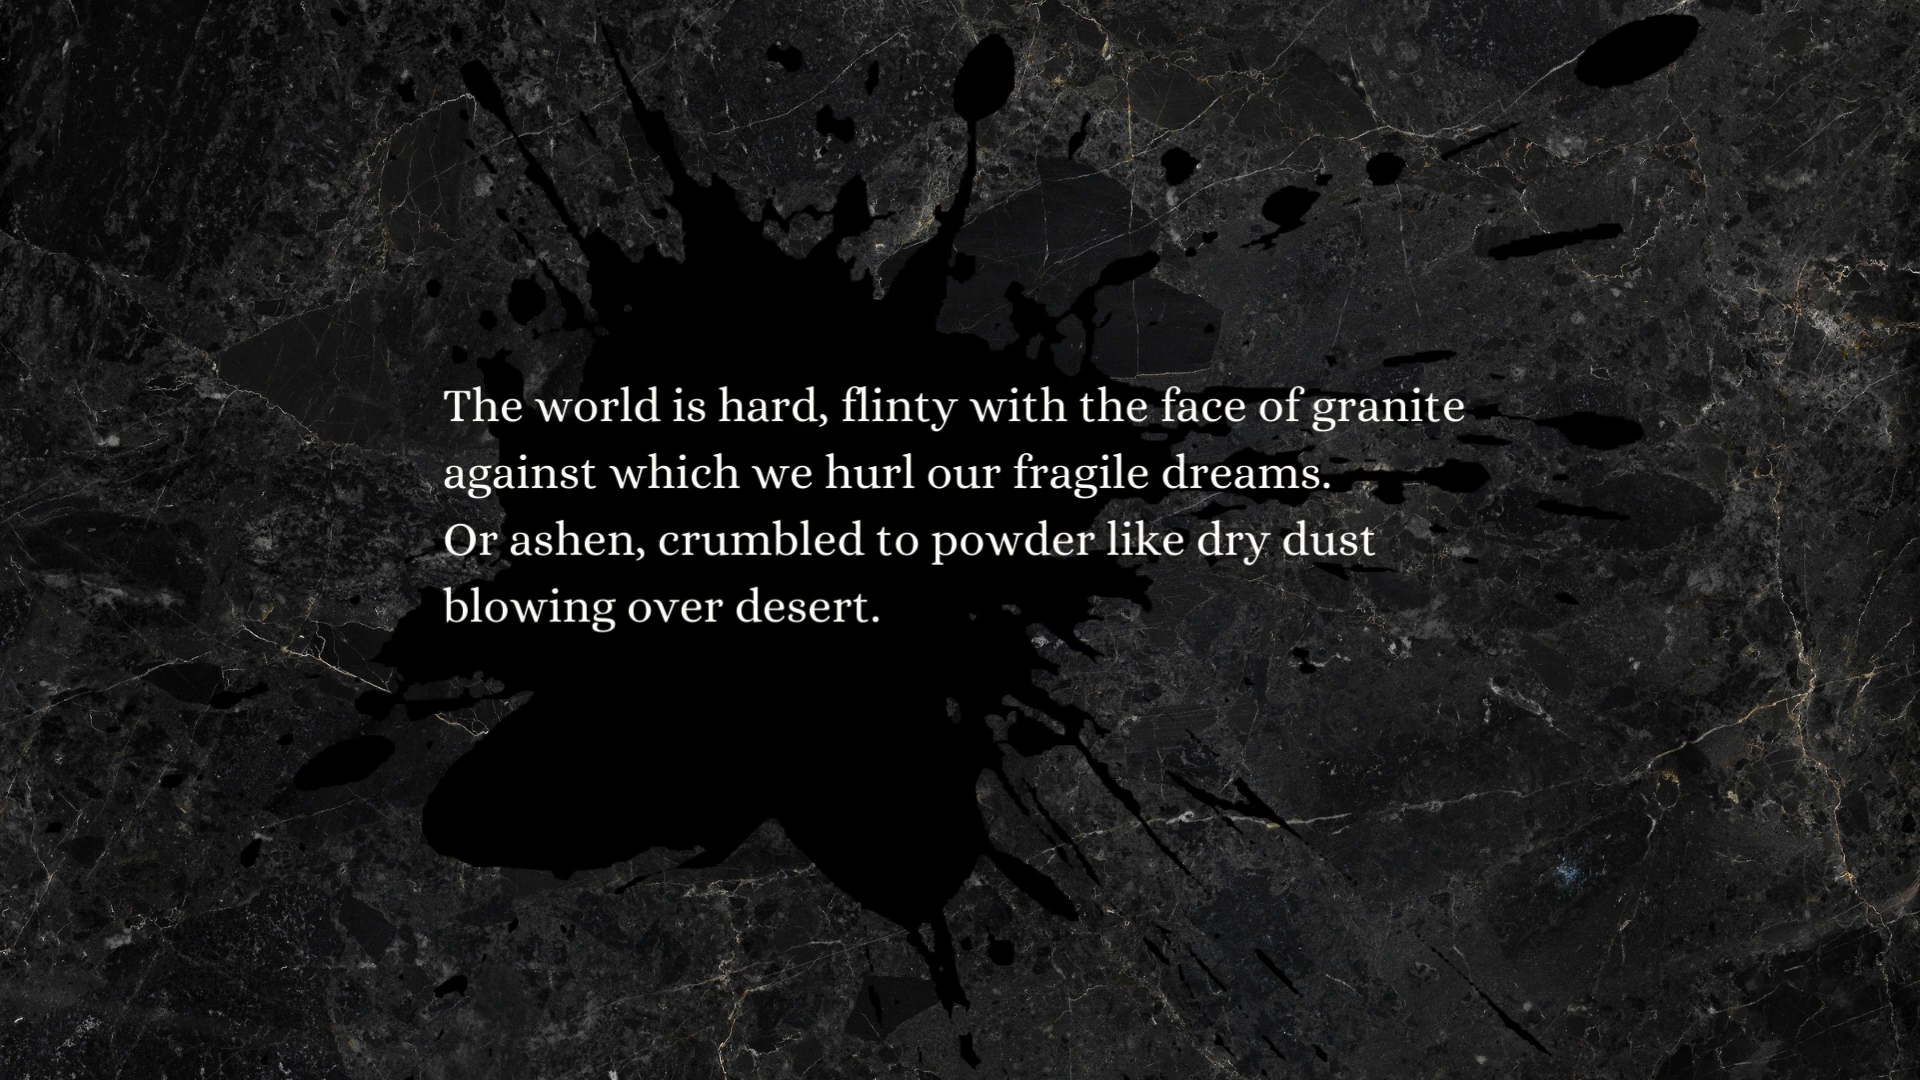 The world is hard, flinty with the face of granite
against which we hurl our fragile dreams.
Or ashen, crumbled to powder like dry dust
blowing over desert.